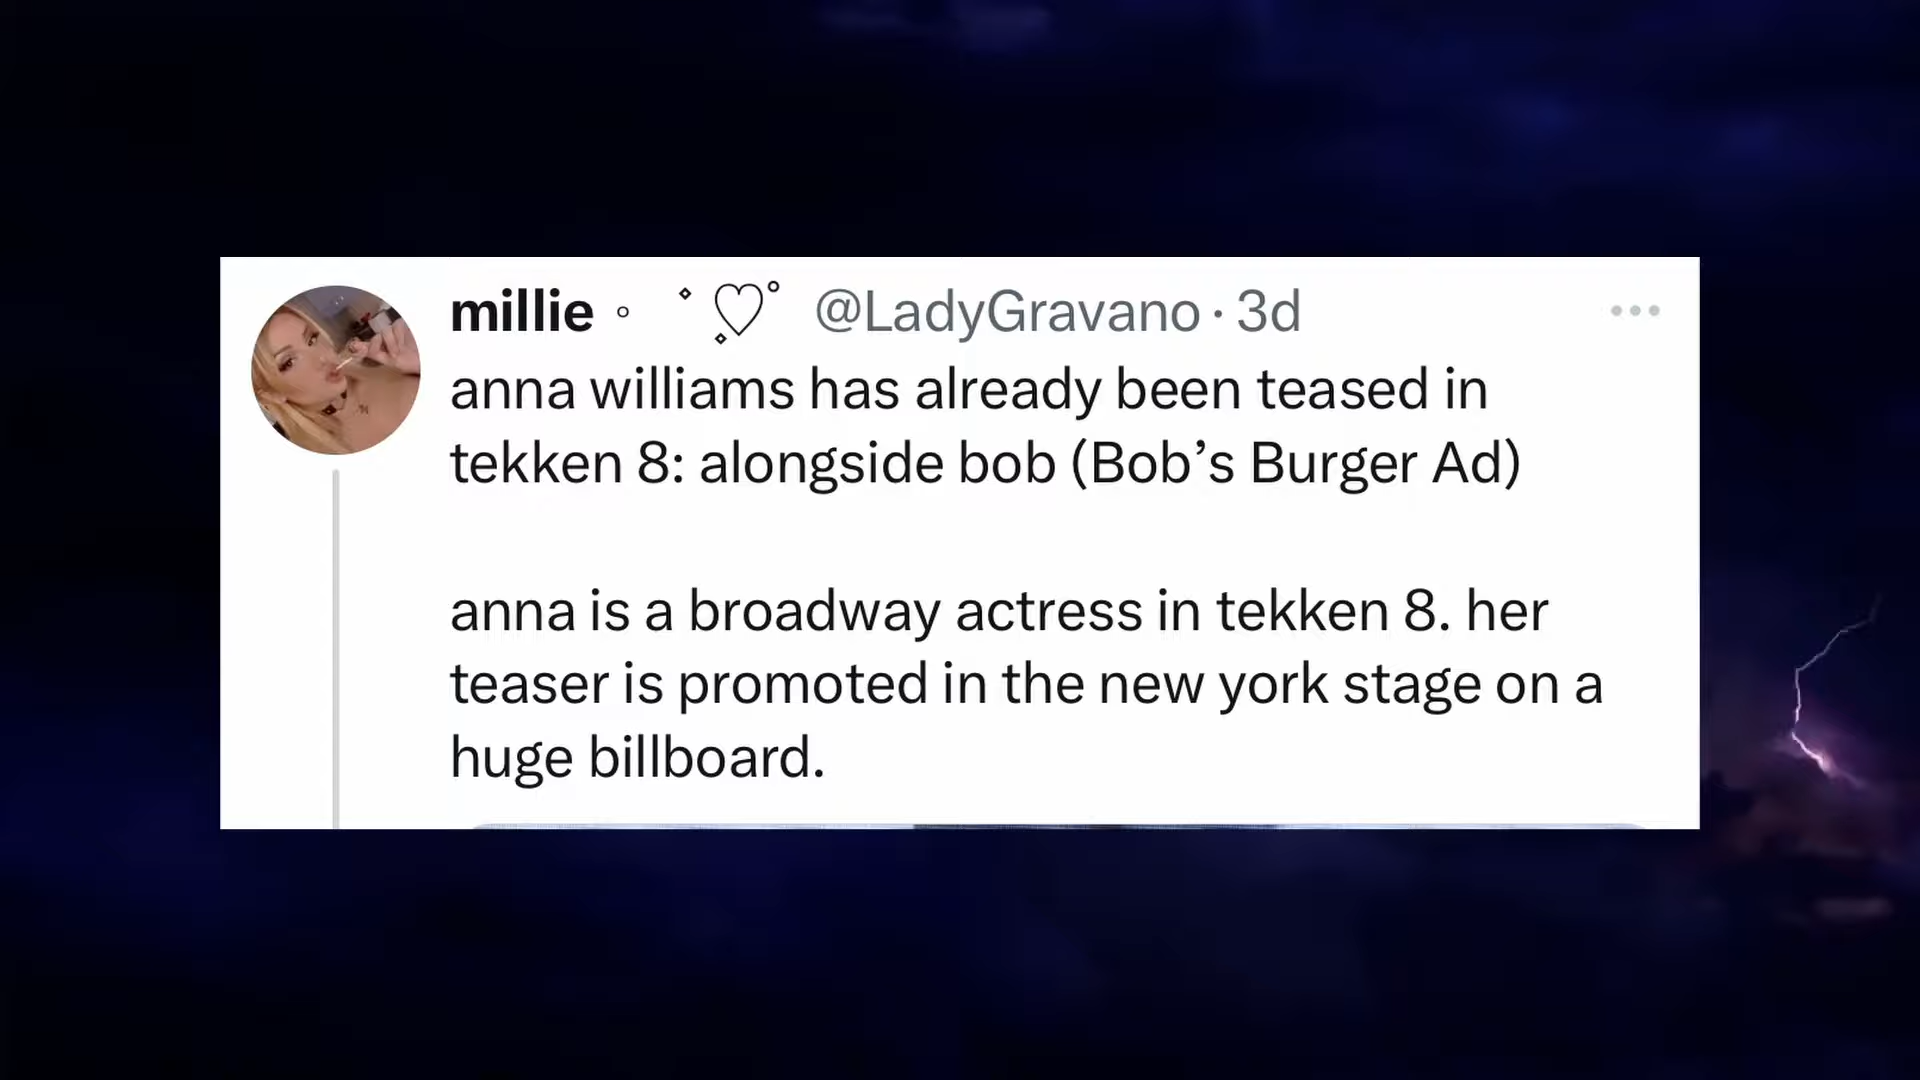 millie ◦ ˚ ♡ ˚ @LadyGravano · 3d
anna williams has already been teased in
tekken 8: alongside bob (Bob’s Burger Ad)
anna is a broadway actress in tekken 8. her
teaser is promoted in the new york stage on a
huge billboard.